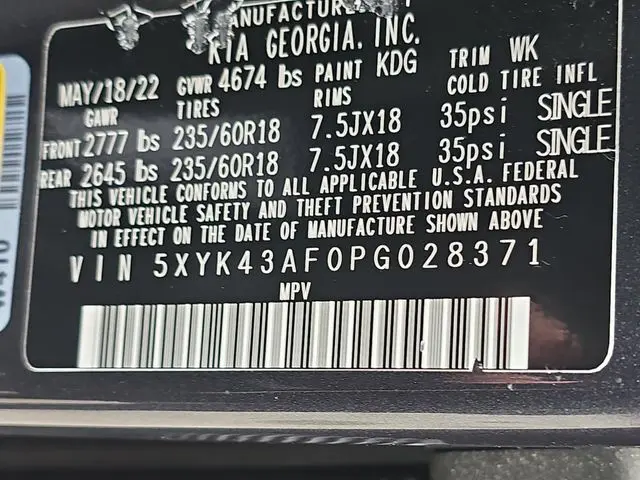 MANUFACTURED BY
KIA GEORGIA, INC.
MAY/18/22 GVWR 4674 lbs PAINT KDG TRIM WK
GAWR TIRES RIMS COLD TIRE INFL
FRONT 2777 lbs 235/60R18 7.5JX18 35psi SINGLE
REAR 2645 lbs 235/60R18 7.5JX18 35psi SINGLE
THIS VEHICLE CONFORMS TO ALL APPLICABLE U.S.A. FEDERAL
MOTOR VEHICLE SAFETY AND THEFT PREVENTION STANDARDS
IN EFFECT ON THE DATE OF MANUFACTURE SHOWN ABOVE
VIN 5XYK43AF0PG028371
MPV